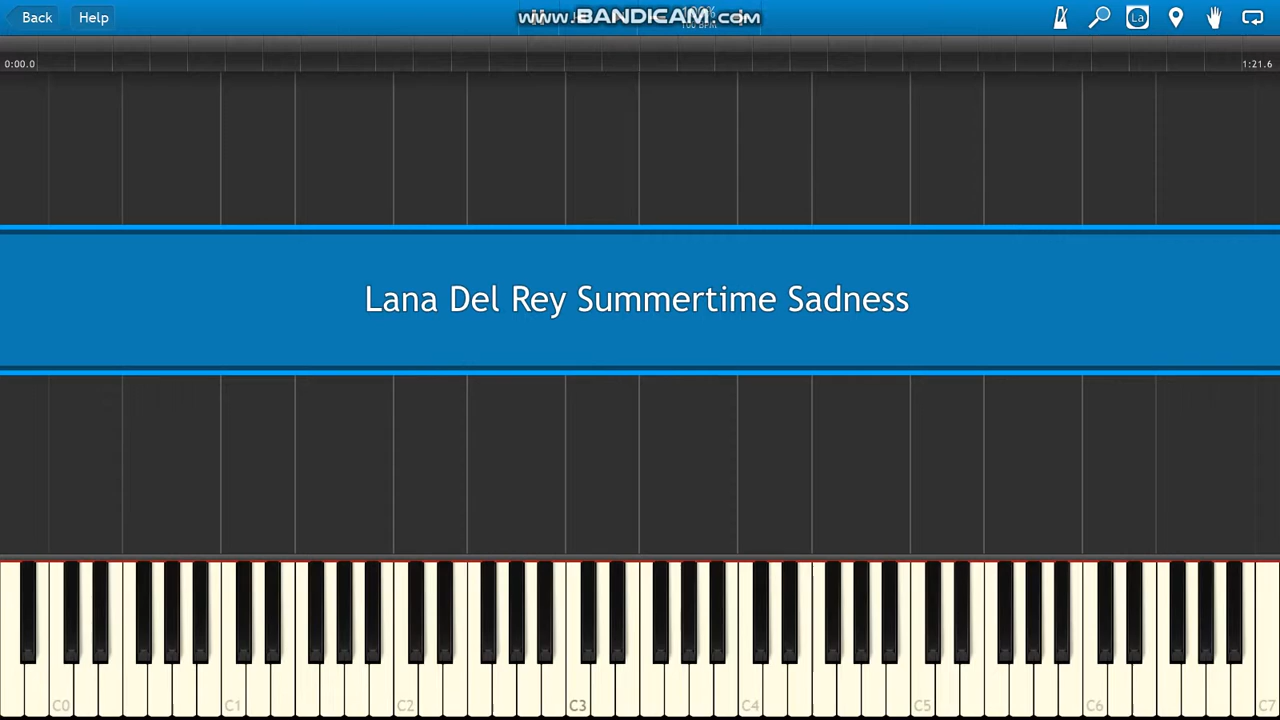 Back
Help
www.BANDICAM.com
La
0:00.0
1:21.6
Lana Del Rey Summertime Sadness
C0
C1
C2
C3
C4
C5
C6
C7